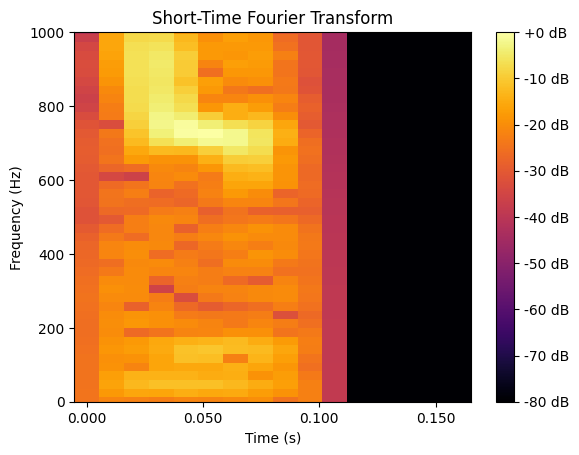 Short-Time Fourier Transform
1000
800
600
400
200
0
Frequency (Hz)
0.000
0.050
0.100
0.150
Time (s)
+0 dB
-10 dB
-20 dB
-30 dB
-40 dB
-50 dB
-60 dB
-70 dB
-80 dB